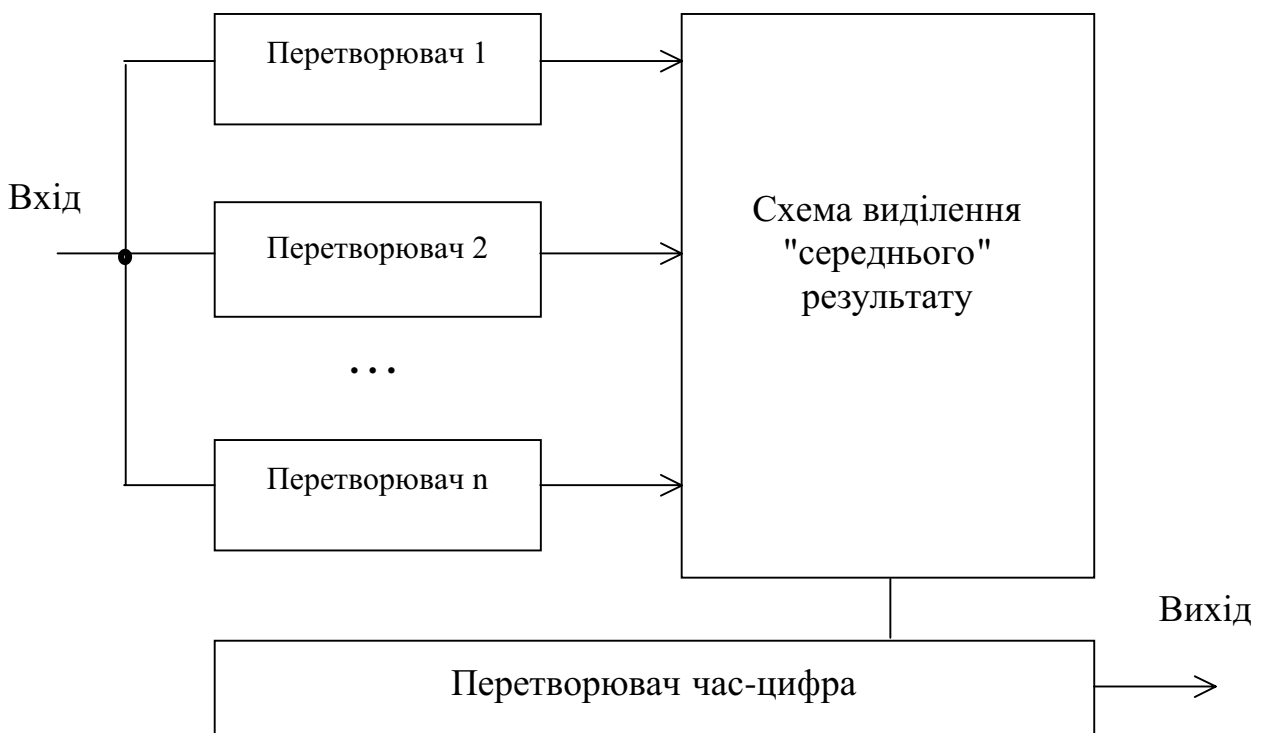 Перетворювач 1
Вхід
Перетворювач 2
Схема виділення
"середнього"
результату
...
Перетворювач n
Вихід
Перетворювач час-цифра